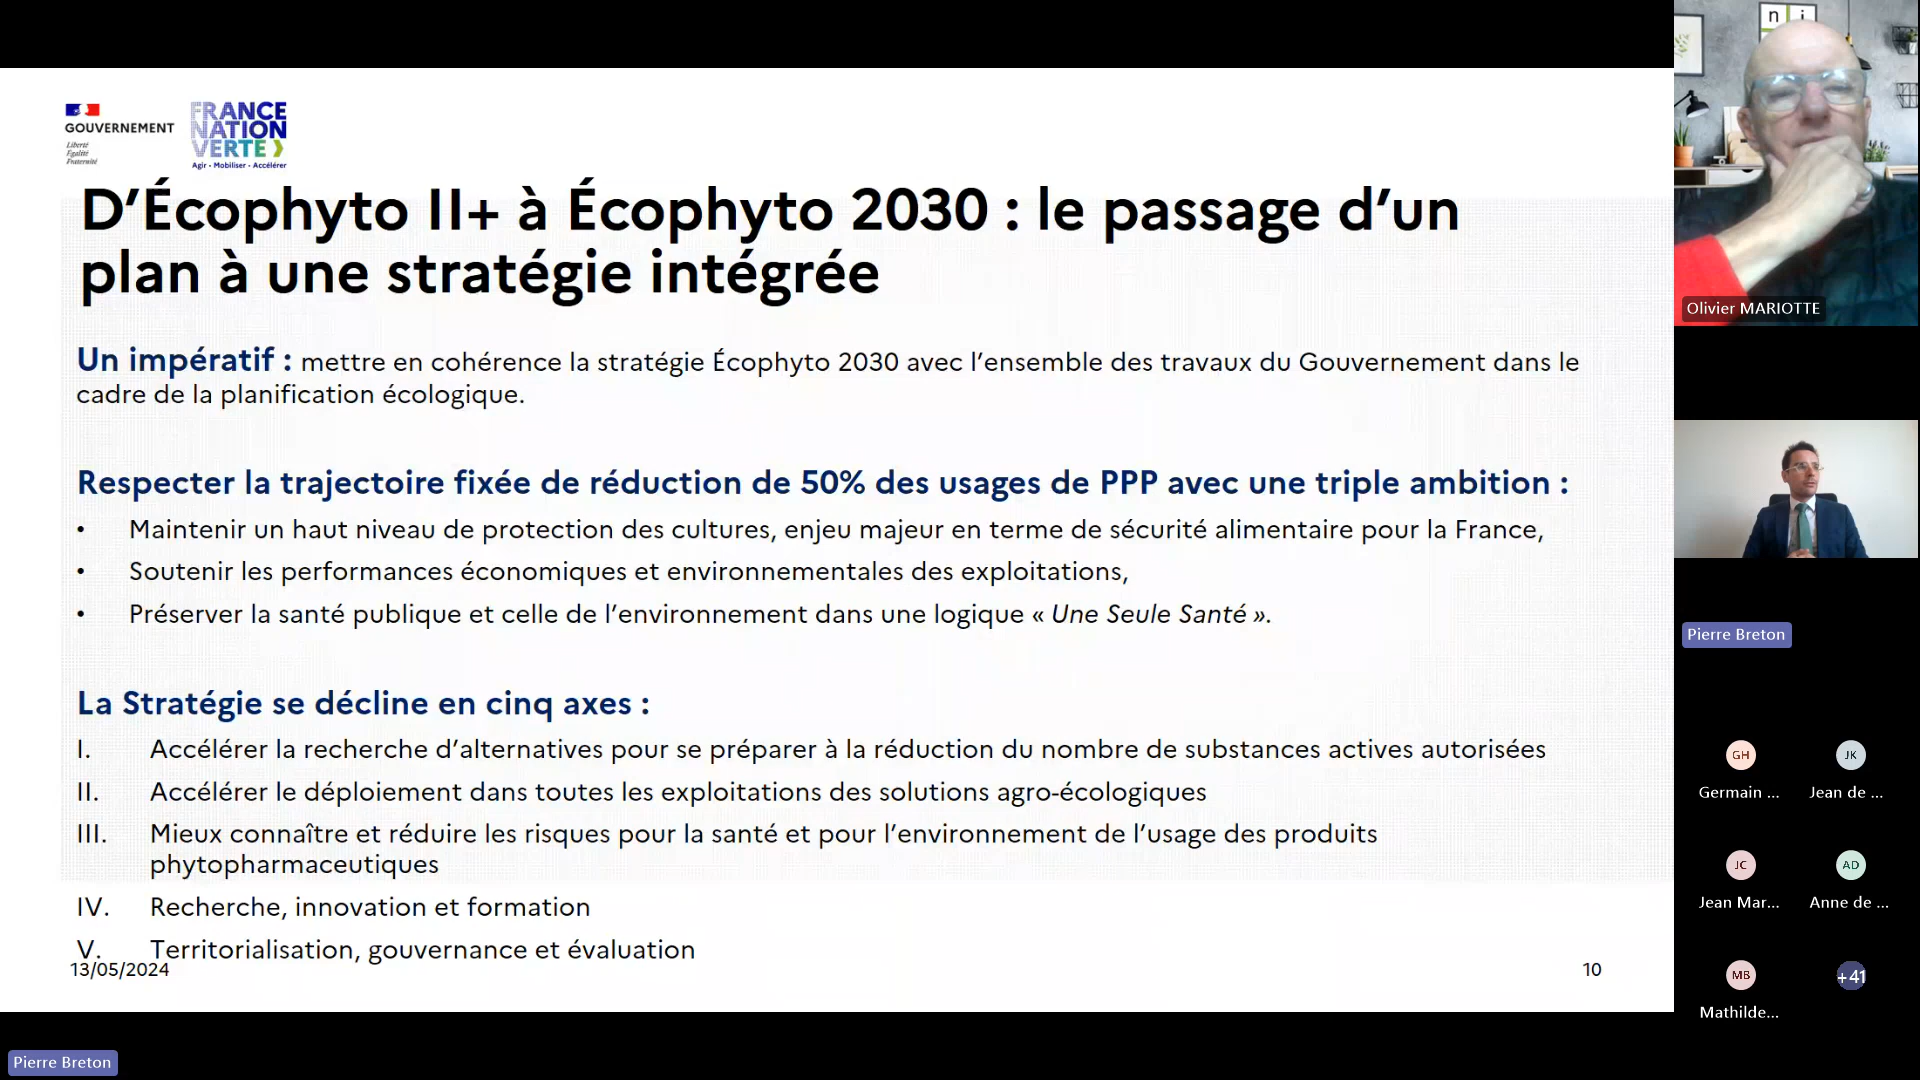 GOUVERNEMENT
Liberté
Égalité
Fraternité
FRANCE
NATION
VERTE
Agir • Mobiliser • Accélérer
D’Écophyto II+ à Écophyto 2030 : le passage d’un
plan à une stratégie intégrée
Un impératif : mettre en cohérence la stratégie Écophyto 2030 avec l’ensemble des travaux du Gouvernement dans le
cadre de la planification écologique.
Respecter la trajectoire fixée de réduction de 50% des usages de PPP avec une triple ambition :
• Maintenir un haut niveau de protection des cultures, enjeu majeur en terme de sécurité alimentaire pour la France,
• Soutenir les performances économiques et environnementales des exploitations,
• Préserver la santé publique et celle de l’environnement dans une logique « Une Seule Santé ».
La Stratégie se décline en cinq axes :
I. Accélérer la recherche d’alternatives pour se préparer à la réduction du nombre de substances actives autorisées
II. Accélérer le déploiement dans toutes les exploitations des solutions agro-écologiques
III. Mieux connaître et réduire les risques pour la santé et pour l’environnement de l’usage des produits
phytopharmaceutiques
IV. Recherche, innovation et formation
V. Territorialisation, gouvernance et évaluation
13/05/2024
10
Pierre Breton
n i
Olivier MARIOTTE
Pierre Breton
GH
JK
Germain ...
Jean de ...
JC
AD
Jean Mar...
Anne de ...
MB
+41
Mathilde...